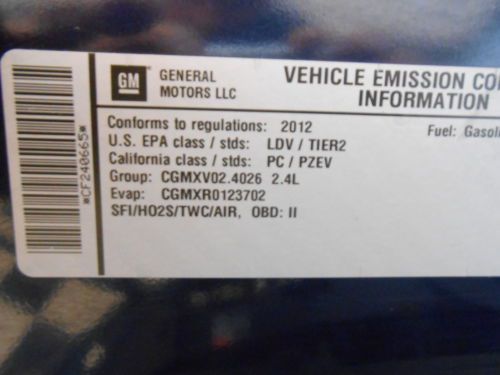 *CF240665*
GM GENERAL
MOTORS LLC
VEHICLE EMISSION CO
INFORMATION
Conforms to regulations: 2012
Fuel: Gasoli
U.S. EPA class / stds: LDV / TIER2
California class / stds: PC / PZEV
Group: CGMXV02.4026 2.4L
Evap: CGMXR0123702
SFI/HO2S/TWC/AIR, OBD: II